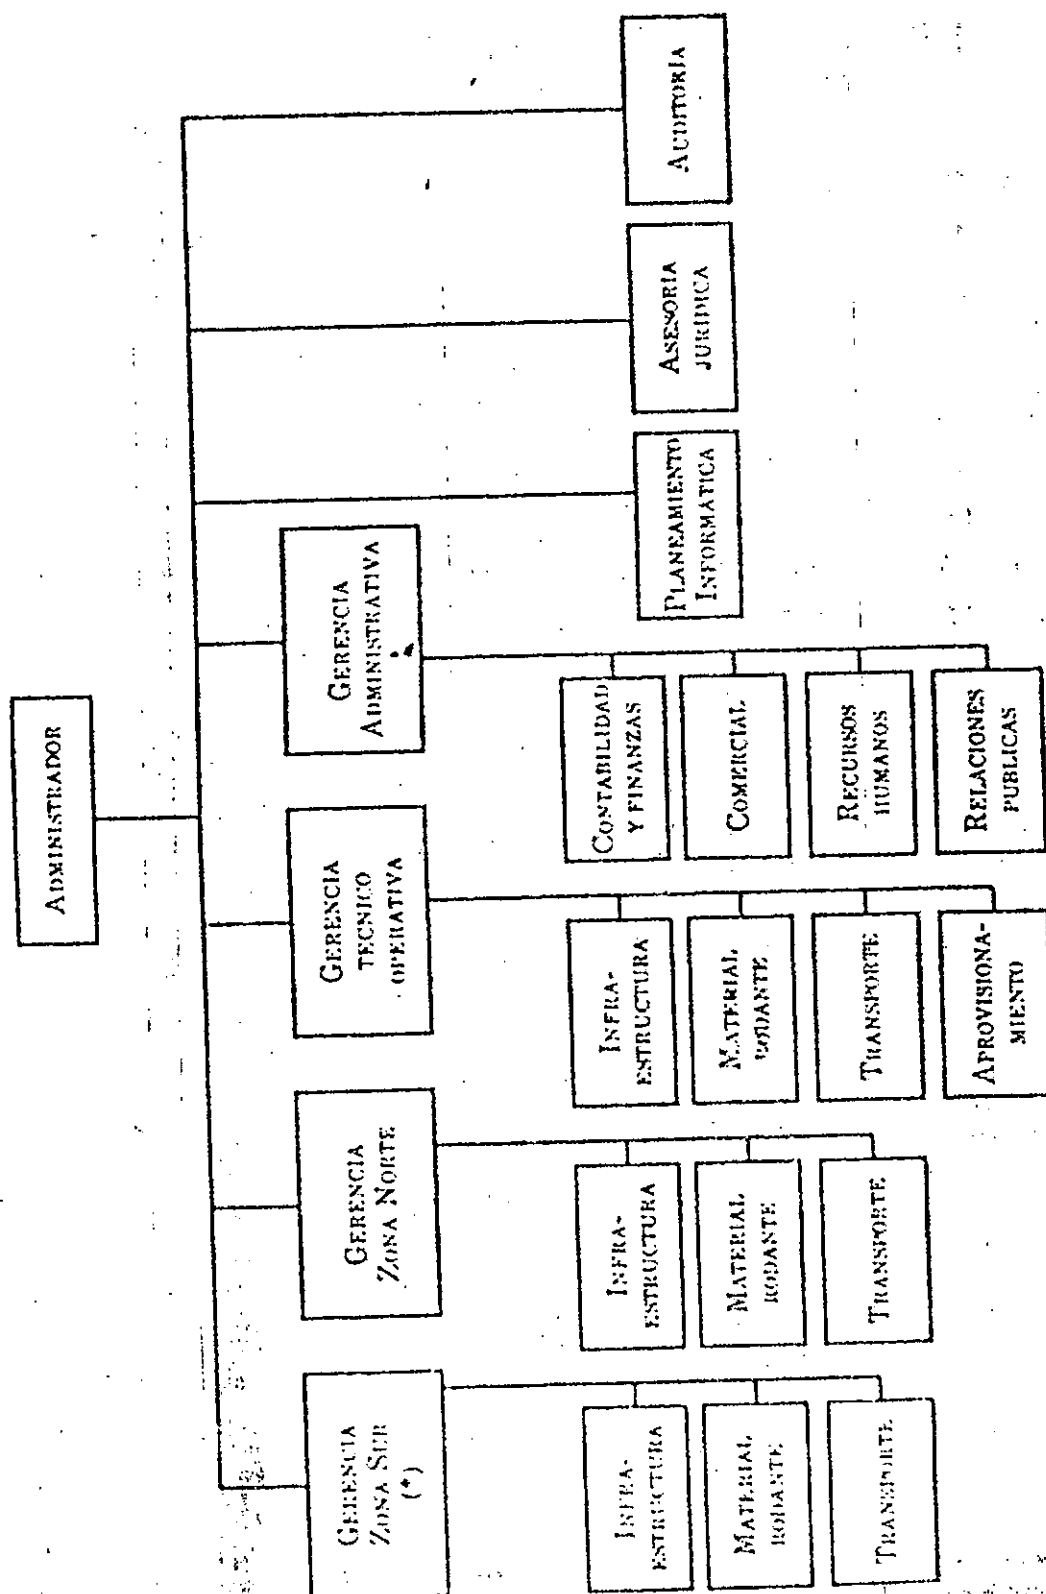 ADMINISTRADOR
GERENCIA
ZONA SUR
(*)
GERENCIA
ZONA NORTE
GERENCIA
TECNICO
OPERATIVA
GERENCIA
ADMINISTRATIVA
INFRA-
ESTRUCTURA
MATERIAL
RODANTE
TRANSPORTE
INFRA-
ESTRUCTURA
MATERIAL
RODANTE
TRANSPORTE
INFRA-
ESTRUCTURA
MATERIAL
RODANTE
TRANSPORTE
APROVISIONA-
MIENTO
CONTABILIDAD
Y FINANZAS
COMERCIAL
RECURSOS
HUMANOS
RELACIONES
PUBLICAS
PLANEAMIENTO
INFORMATICA
ASESORIA
JURÍDICA
AUDITORÍA